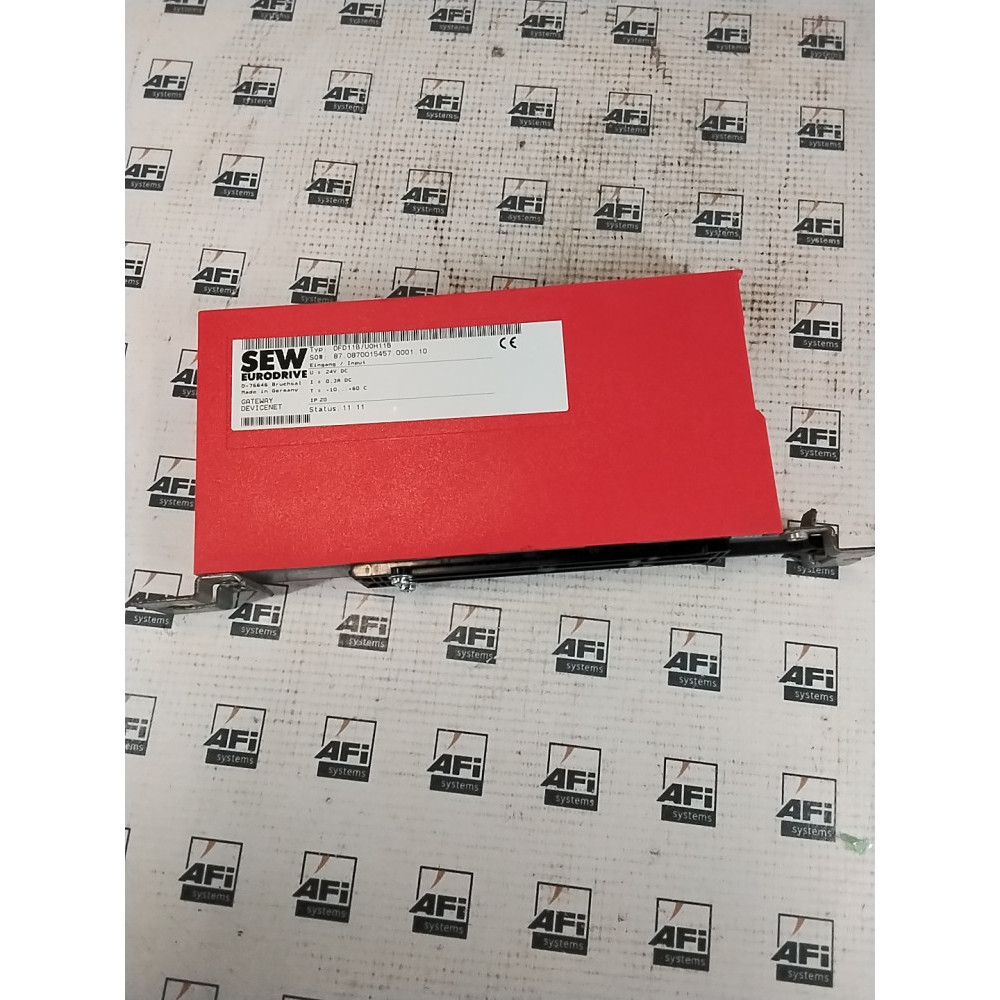 SEW
EURODRIVE
D-76646 Bruchsal
Made in Germany
GATEWAY
DEVICENET
Typ: DFD11B/UOH11B
SO#: 87.0870015457.0001.10
Eingang / Input
U = 24V DC
I = 0.3A DC
T = -10...+60 C
IP 20
Status: 11 11
CE
AFi
systems